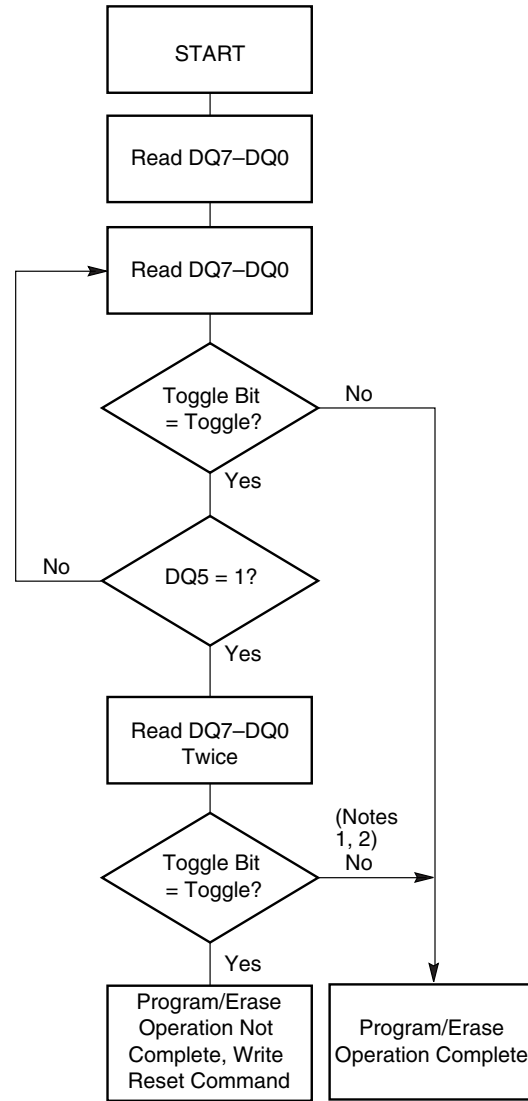 START
Read DQ7–DQ0
Read DQ7–DQ0
Toggle Bit
= Toggle?
No
Yes
No
DQ5 = 1?
Yes
Read DQ7–DQ0
Twice
(Notes
1, 2)
Toggle Bit
= Toggle?
No
Yes
Program/Erase
Operation Not
Complete, Write
Reset Command
Program/Erase
Operation Complete